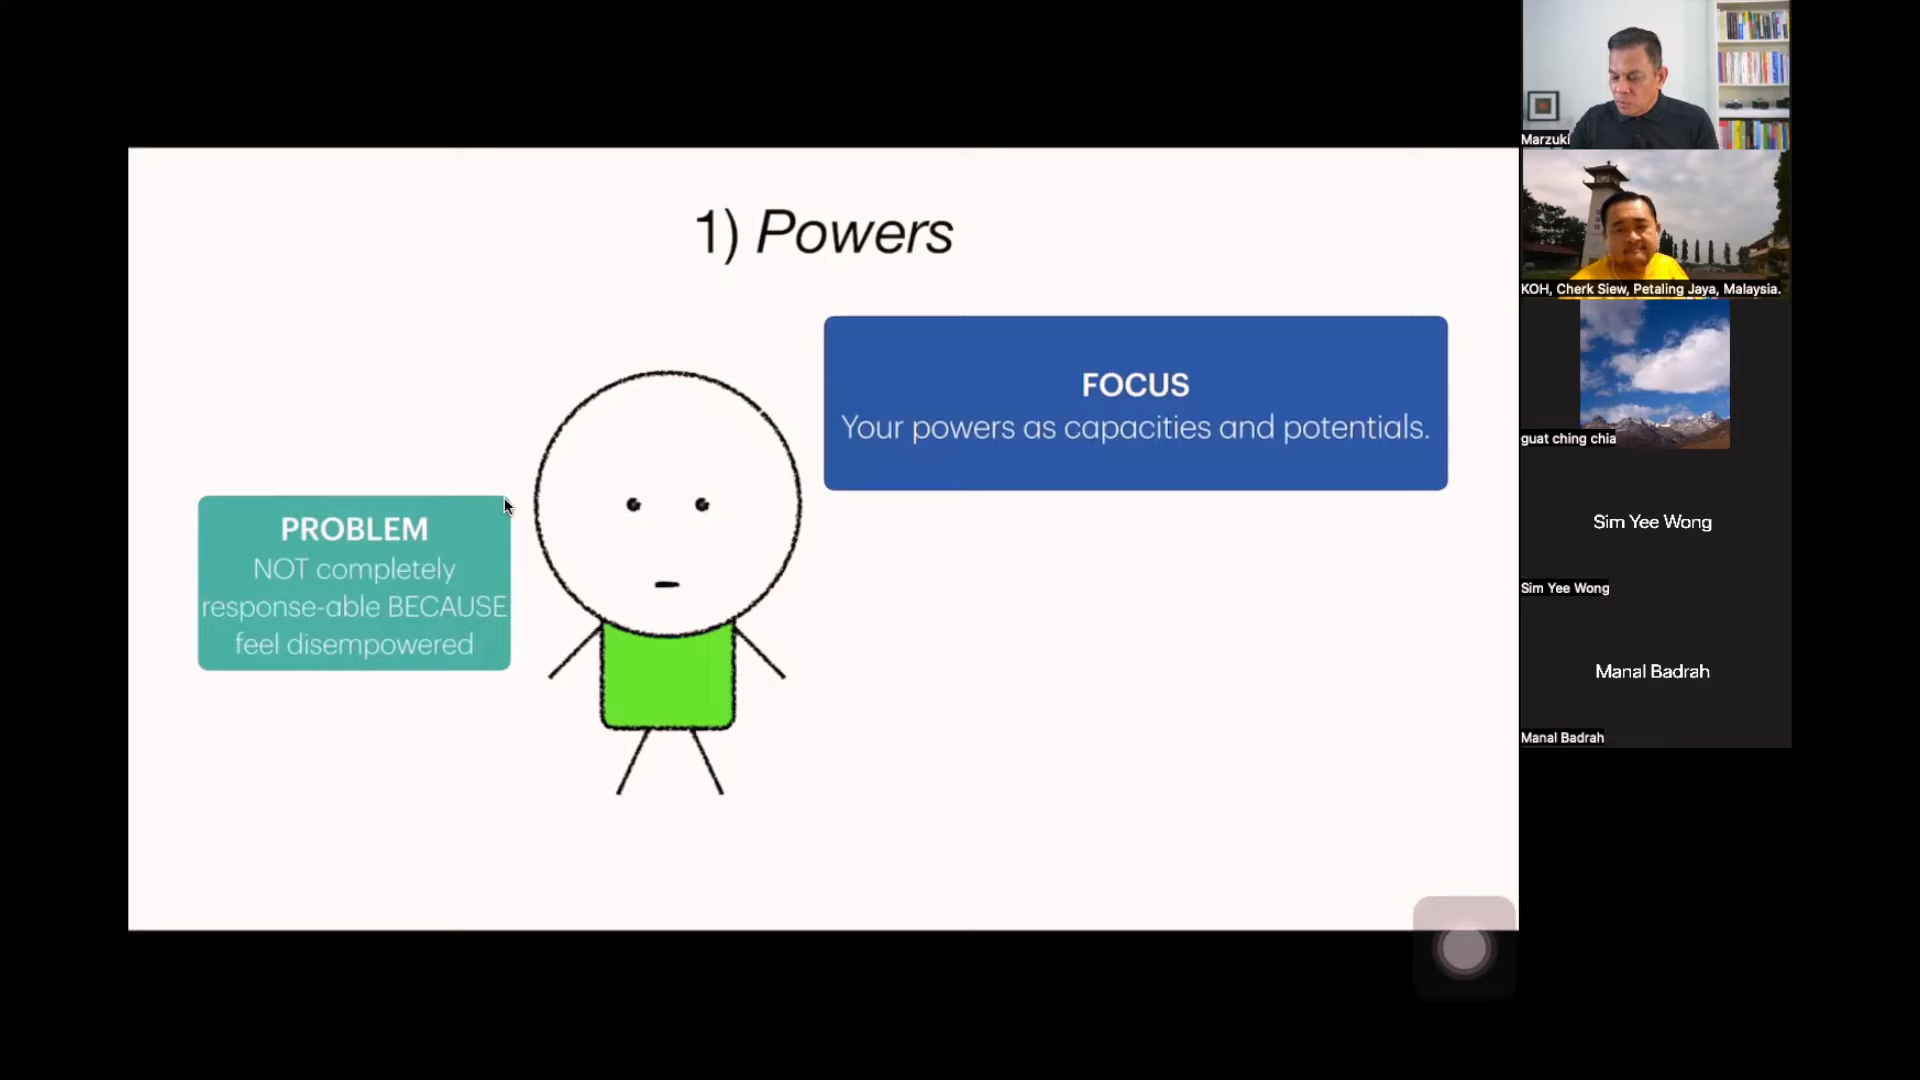 1) Powers
FOCUS
Your powers as capacities and potentials.
PROBLEM
NOT completely
response-able BECAUSE
feel disempowered
Marzuki
KOH, Cherk Siew, Petaling Jaya, Malaysia.
guat ching chia
Sim Yee Wong
Sim Yee Wong
Manal Badrah
Manal Badrah